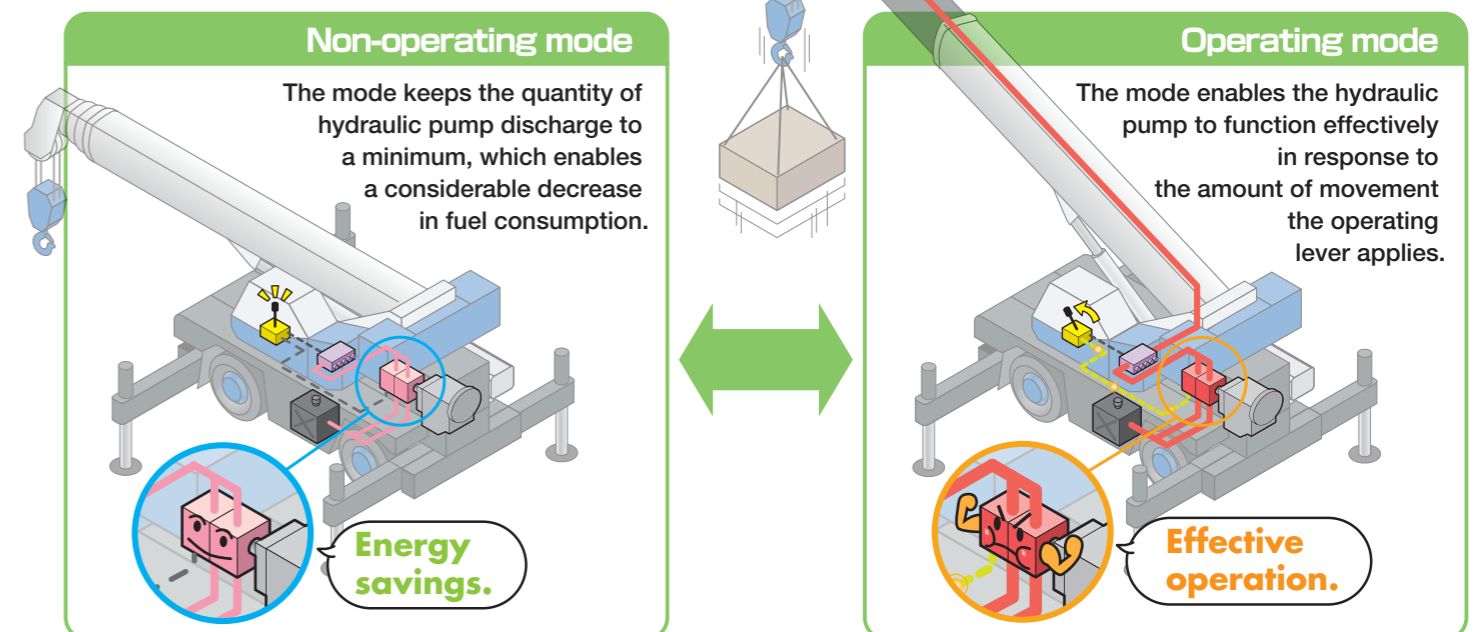 Non-operating mode
The mode keeps the quantity of
hydraulic pump discharge to
a minimum, which enables
a considerable decrease
in fuel consumption.
Energy
savings.
Operating mode
The mode enables the hydraulic
pump to function effectively
in response to
the amount of movement
the operating
lever applies.
Effective
operation.